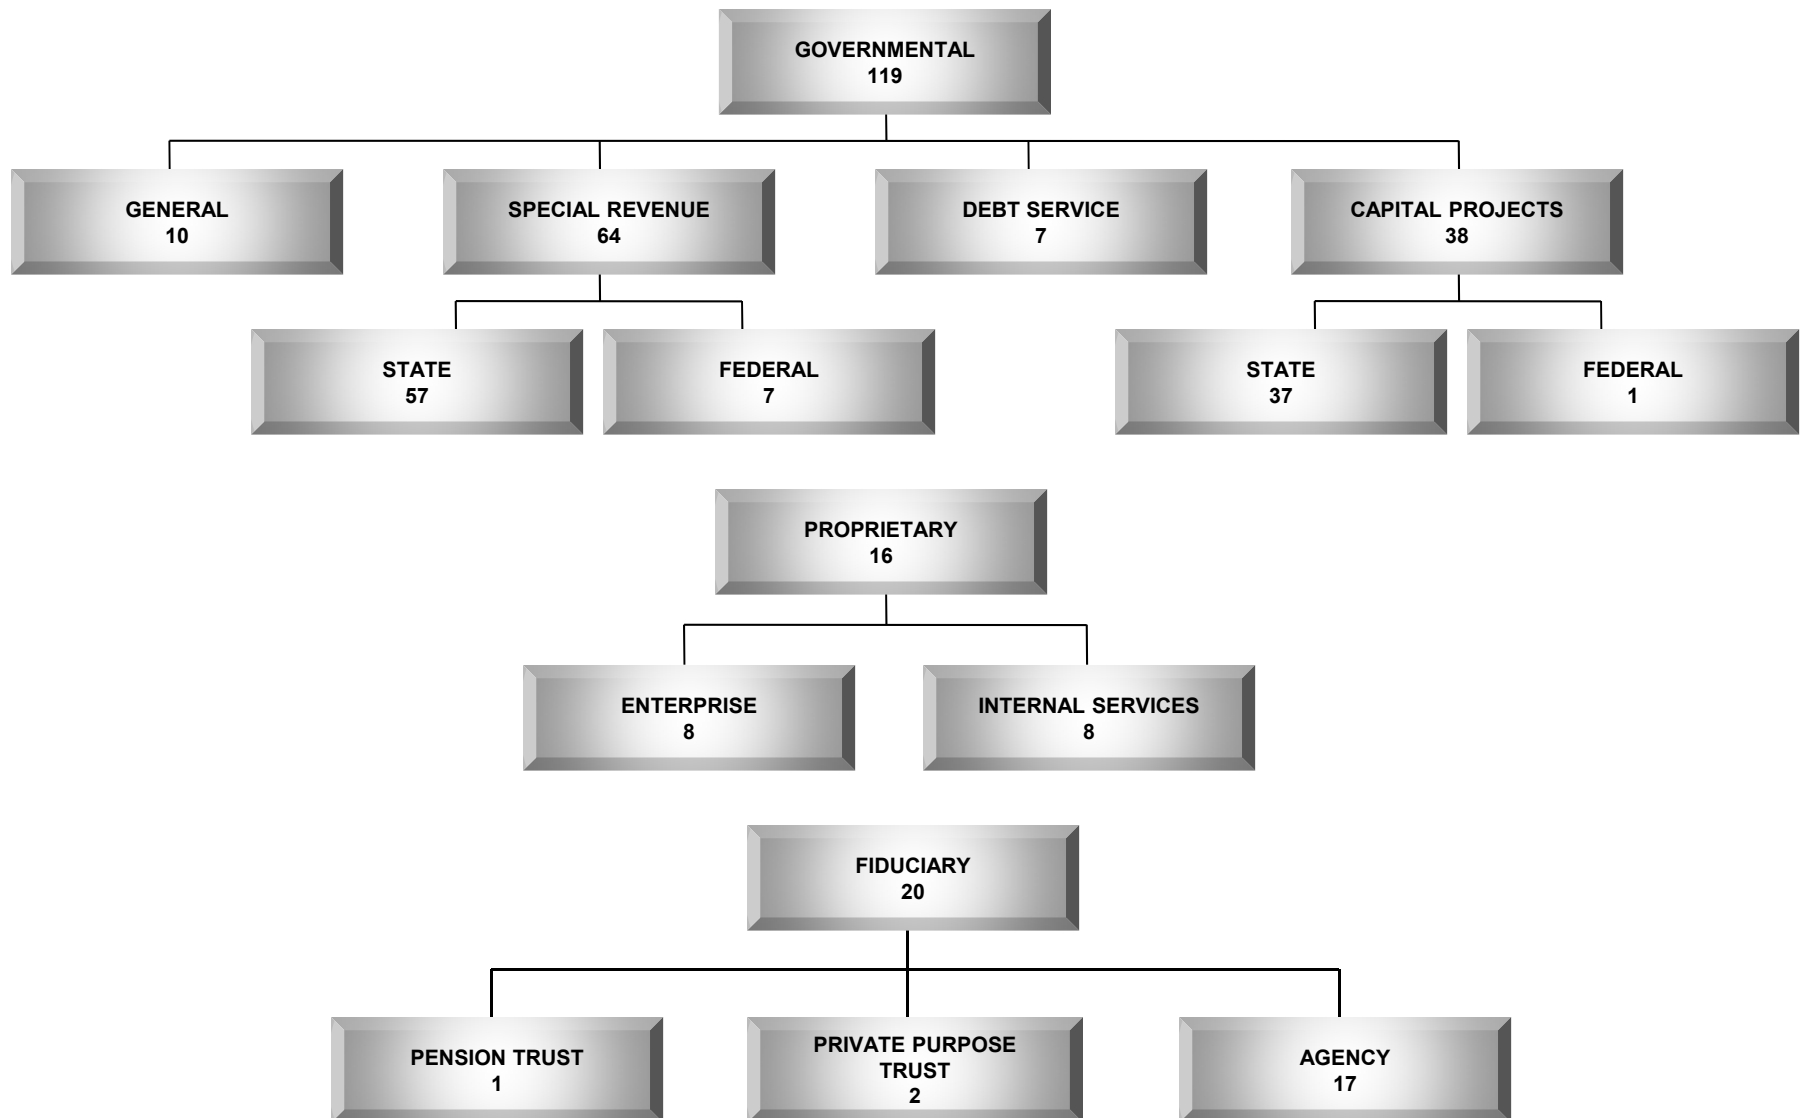 GOVERNMENTAL
119
GENERAL
10
SPECIAL REVENUE
64
DEBT SERVICE
7
CAPITAL PROJECTS
38
STATE
57
FEDERAL
7
STATE
37
FEDERAL
1
PROPRIETARY
16
ENTERPRISE
8
INTERNAL SERVICES
8
FIDUCIARY
20
PENSION TRUST
1
PRIVATE PURPOSE
TRUST
2
AGENCY
17